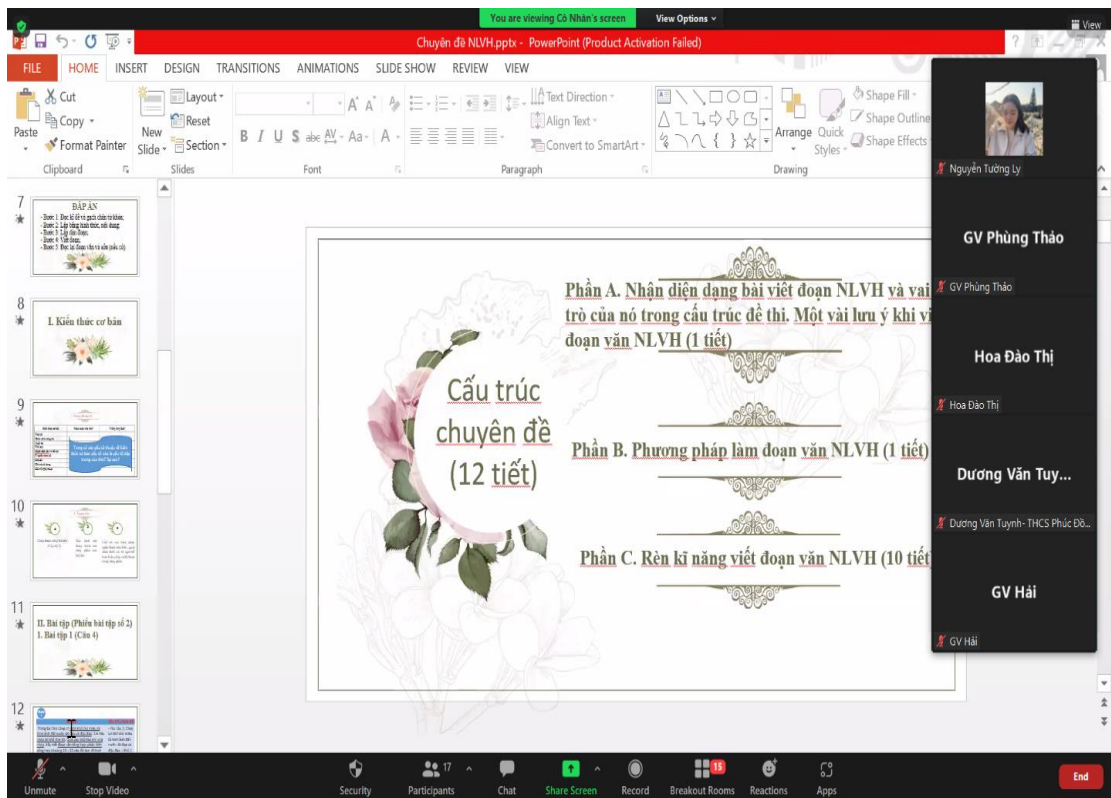 You are viewing Cô Nhân's screen
View Options
View
Chuyên đề NLVH.pptx - PowerPoint (Product Activation Failed)
FILE HOME INSERT DESIGN TRANSITIONS ANIMATIONS SLIDE SHOW REVIEW VIEW
Cut
Copy
Format Painter
Paste
Clipboard
New Slide
Layout
Reset
Section
Slides
B I U S abc AV Aa A
Font
Text Direction
Align Text
Convert to SmartArt
Paragraph
Arrange
Quick Styles
Shape Fill
Shape Outline
Shape Effects
Drawing
7
ĐÁP ÁN
8
I. Kiến thức cơ bản
9
10
11
II. Bài tập (Phiếu bài tập số 2)
1. Bài tập 1 (Câu 4)
12
Cấu trúc
chuyên đề
(12 tiết)
Phần A. Nhận diện dạng bài viết đoạn NLVH và vai
trò của nó trong cấu trúc đề thi. Một vài lưu ý khi vi
đoạn văn NLVH (1 tiết)
Phần B. Phương pháp làm đoạn văn NLVH (1 tiết)
Phần C. Rèn kĩ năng viết đoạn văn NLVH (10 tiết
Nguyễn Tường Ly
GV Phùng Thảo
GV Phùng Thảo
Hoa Đào Thị
Hoa Đào Thị
Dương Văn Tuy...
Dương Văn Tuynh- THCS Phúc Đồ...
GV Hải
GV Hải
Unmute
Stop Video
Security
17
Participants
Chat
Share Screen
Record
15
Breakout Rooms
Reactions
Apps
End